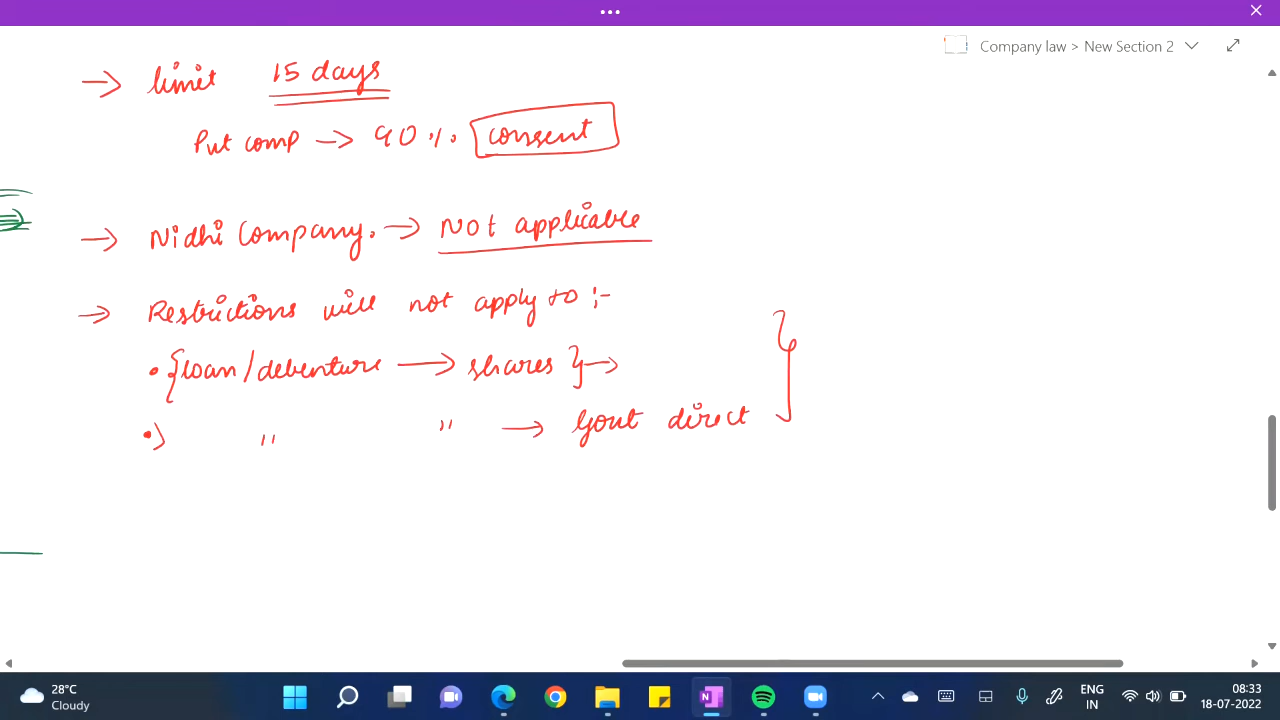 Company law > New Section 2
→ limit 15 days
Put comp → 90 %. consent
→ Nidhi Company. → Not applicable
→ Restrictions will not apply to :-
• {loan/debenture → shares} →
•) " " → Govt direct
28°C
Cloudy
ENG
IN
08:33
18-07-2022